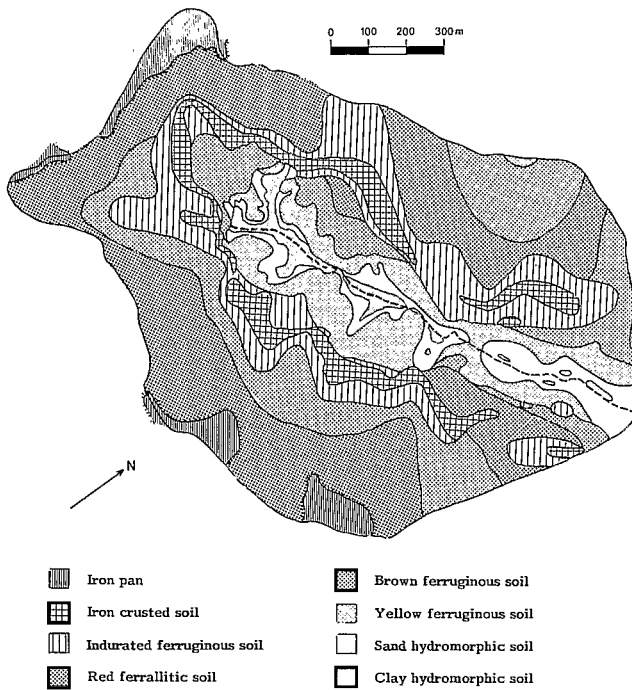 0 100 200 300 m
N
Iron pan
Iron crusted soil
Indurated ferruginous soil
Red ferrallitic soil
Brown ferruginous soil
Yellow ferruginous soil
Sand hydromorphic soil
Clay hydromorphic soil